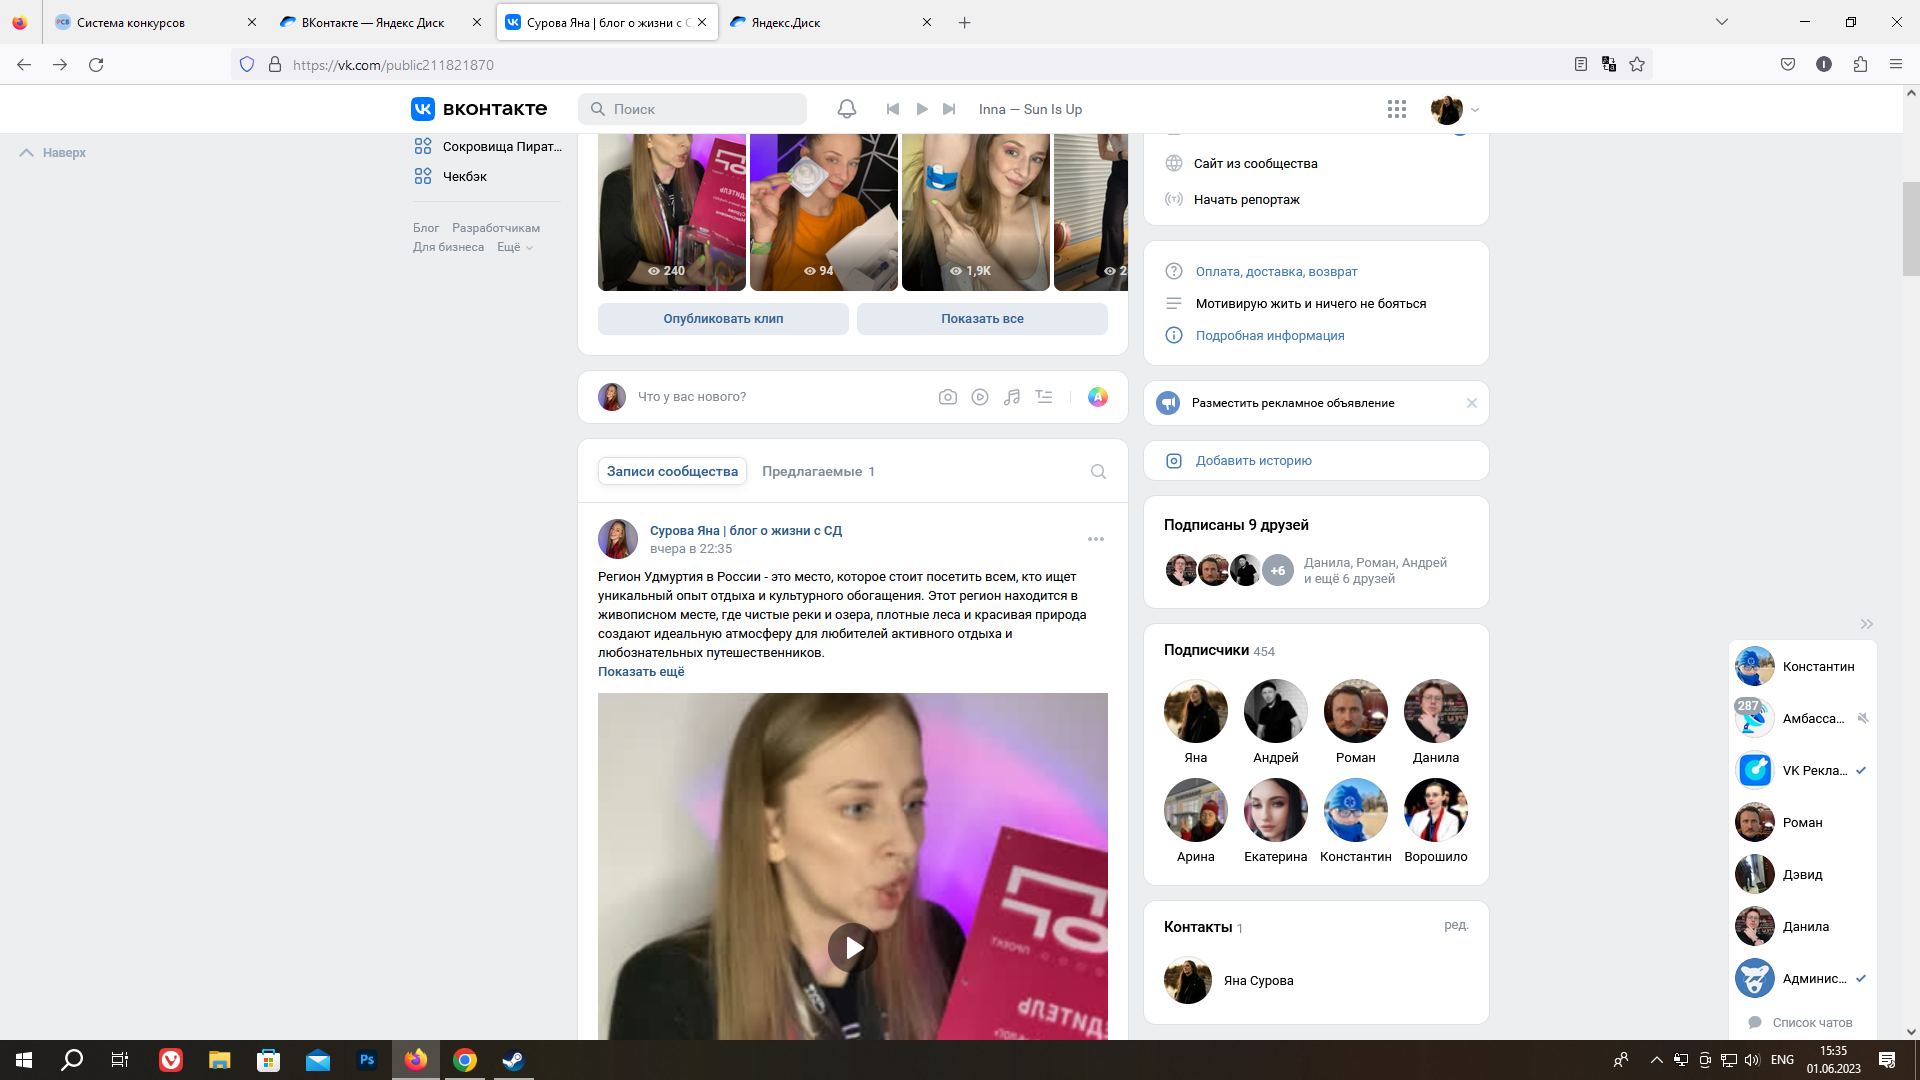 Система конкурсов
ВКонтакте — Яндекс Диск
Сурова Яна | блог о жизни с С
Яндекс.Диск
https://vk.com/public211821870
вконтакте
Поиск
Inna — Sun Is Up
Наверх
Сокровища Пират...
Чекбэк
Блог Разработчикам
Для бизнеса Ещё
240
94
1,9K
2
Опубликовать клип
Показать все
Что у вас нового?
Записи сообщества
Предлагаемые 1
Сурова Яна | блог о жизни с СД
вчера в 22:35
Регион Удмуртия в России - это место, которое стоит посетить всем, кто ищет
уникальный опыт отдыха и культурного обогащения. Этот регион находится в
живописном месте, где чистые реки и озера, плотные леса и красивая природа
создают идеальную атмосферу для любителей активного отдыха и
любознательных путешественников.
Показать ещё
Сайт из сообщества
Начать репортаж
Оплата, доставка, возврат
Мотивирую жить и ничего не бояться
Подробная информация
Разместить рекламное объявление
Добавить историю
Подписаны 9 друзей
+6
Данила, Роман, Андрей
и ещё 6 друзей
Подписчики 454
Яна
Андрей
Роман
Данила
Арина
Екатерина
Константин
Ворошило
Контакты 1
ред.
Яна Сурова
Константин
287
Амбасса...
VK Рекла...
Роман
Дэвид
Данила
Админис...
Список чатов
Ps
ENG
15:35
01.06.2023